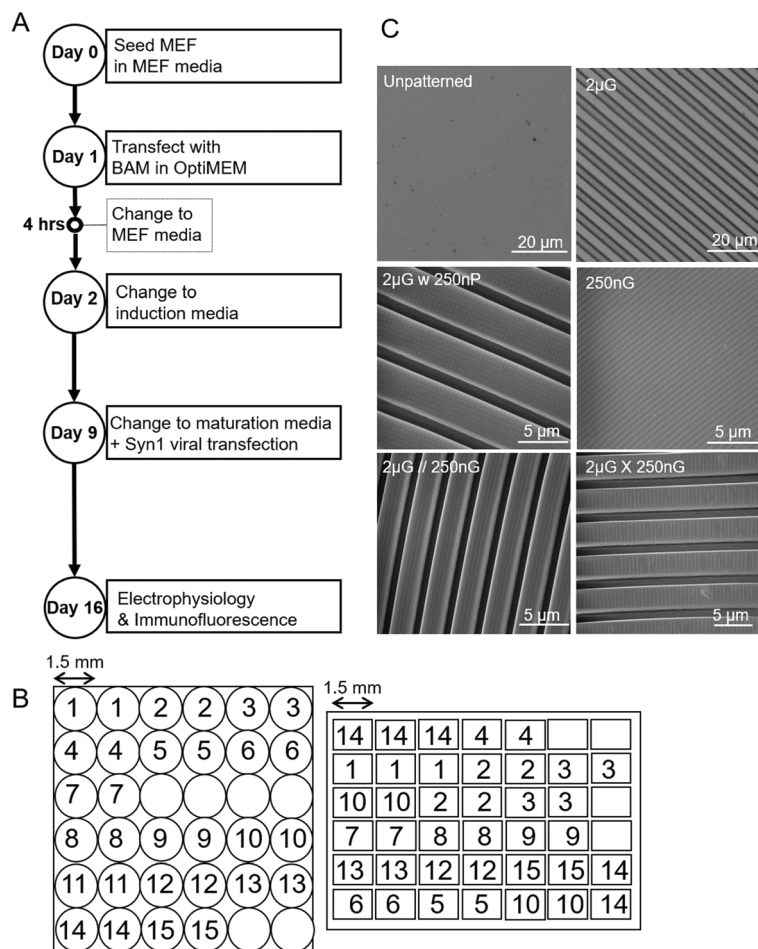 A
Day 0
Seed MEF
in MEF media
Day 1
Transfect with
BAM in OptiMEM
4 hrs
Change to
MEF media
Day 2
Change to
induction media
Day 9
Change to maturation media
+ Syn1 viral transfection
Day 16
Electrophysiology
& Immunofluorescence
C
Unpatterned
20 µm
2µG
20 µm
2µG w 250nP
5 µm
250nG
5 µm
2µG // 250nG
5 µm
2µG X 250nG
5 µm
B
1.5 mm
1 1 2 2 3 3
4 4 5 5 6 6
7 7
8 8 9 9 10 10
11 11 12 12 13 13
14 14 15 15
1.5 mm
14 14 14 4 4
1 1 1 2 2 3 3
10 10 2 2 3 3
7 7 8 8 9 9
13 13 12 12 15 15 14
6 6 5 5 10 10 14